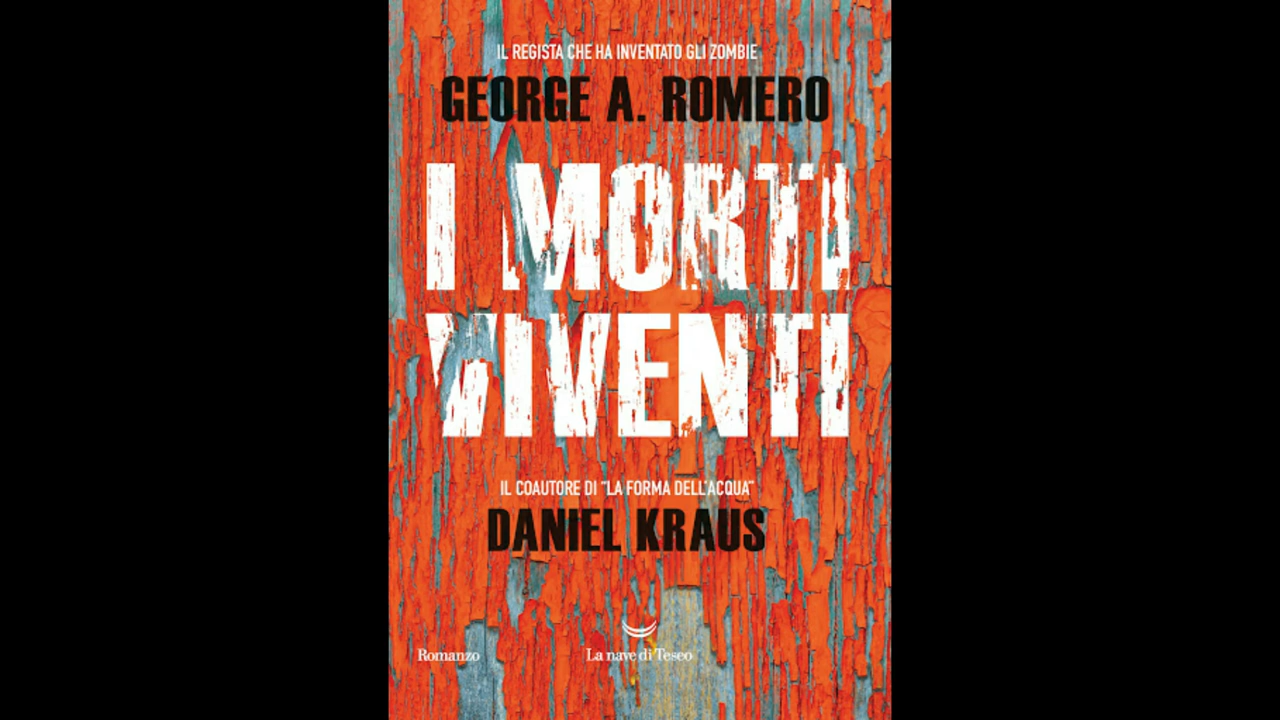 IL REGISTA CHE HA INVENTATO GLI ZOMBIE
GEORGE A. ROMERO
I MORTI
VIVENTI
IL COAUTORE DI "LA FORMA DELL'ACQUA"
DANIEL KRAUS
Romanzo
La nave di Teseo